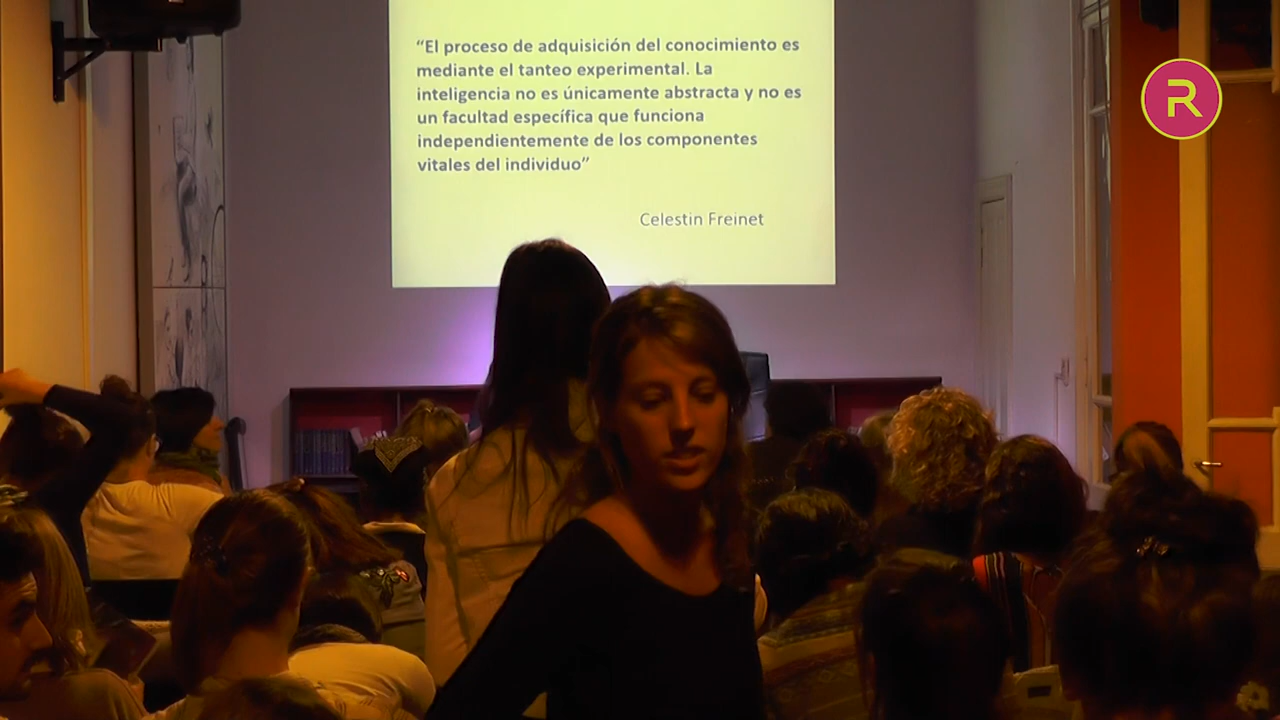 “El proceso de adquisición del conocimiento es
mediante el tanteo experimental. La
inteligencia no es únicamente abstracta y no es
un facultad específica que funciona
independientemente de los componentes
vitales del individuo”
Celestin Freinet
R